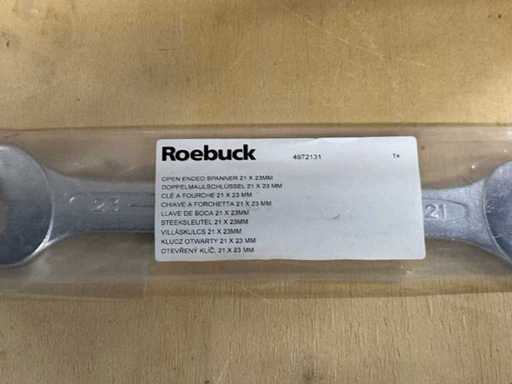 Roebuck 4972131 1×
OPEN ENDED SPANNER 21 X 23MM
DOPPELMAULSCHLÜSSEL 21 X 23 MM
CLÉ A FOURCHE 21 X 23 MM
CHIAVE A FORCHETTA 21 X 23 MM
LLAVE DE BOCA 21 X 23MM
STEEKSLEUTEL 21 X 23MM
VILLÁSKULCS 21 X 23MM
KLUCZ OTWARTY 21 X 23 MM
OTEVŘENÝ KLÍČ, 21 X 23 MM
23
21